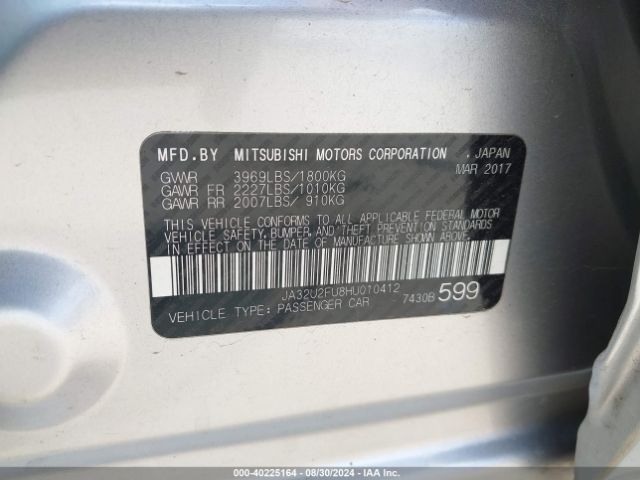 MFD. BY MITSUBISHI MOTORS CORPORATION . JAPAN
MAR 2017
GVWR 3969LBS/1800KG
GAWR FR 2227LBS/1010KG
GAWR RR 2007LBS/ 910KG
THIS VEHICLE CONFORMS TO ALL APPLICABLE FEDERAL MOTOR
VEHICLE SAFETY, BUMPER, AND THEFT PREVENTION STANDARDS
IN EFFECT ON THE DATE OF MANUFACTURE SHOWN ABOVE.
JA32U2FU8HU010412
VEHICLE TYPE: PASSENGER CAR 7430B 599
000-40225164 - 08/30/2024 - IAA Inc.